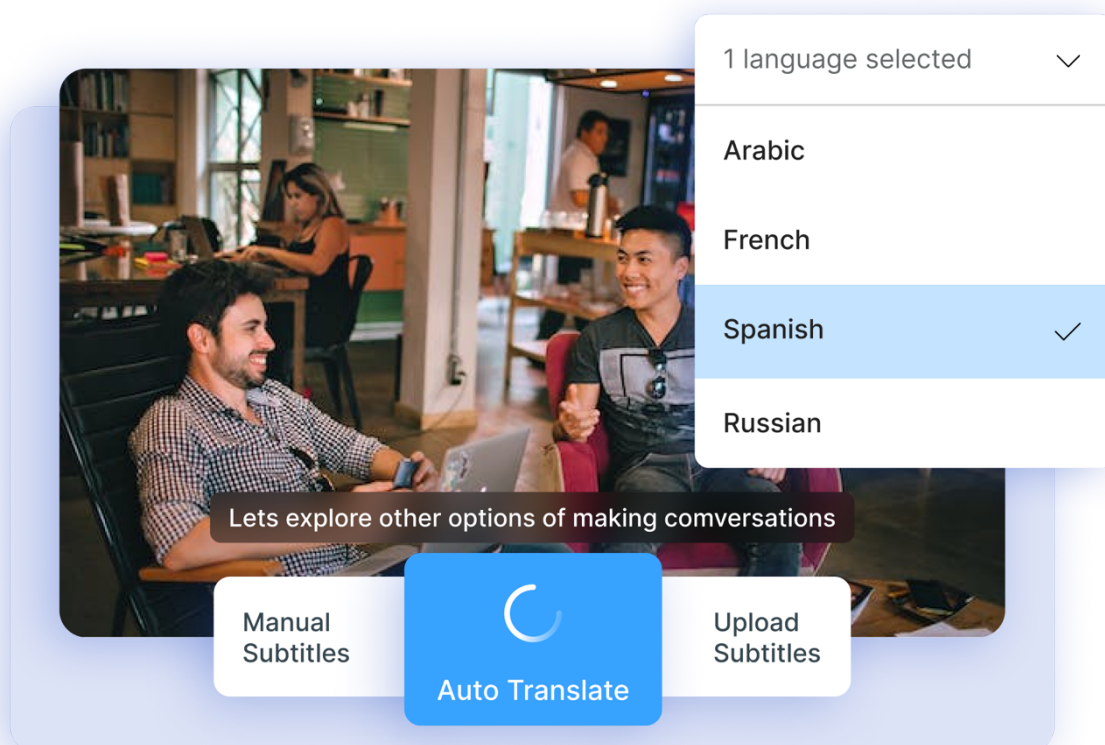 1 language selected
Arabic
French
Spanish
Russian
Lets explore other options of making comversations
Manual
Subtitles
Auto Translate
Upload
Subtitles